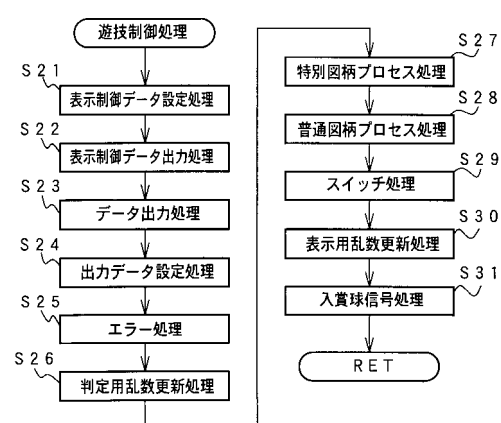 遊技制御処理
S21
表示制御データ設定処理
S22
表示制御データ出力処理
S23
データ出力処理
S24
出力データ設定処理
S25
エラー処理
S26
判定用乱数更新処理
S27
特別図柄プロセス処理
S28
普通図柄プロセス処理
S29
スイッチ処理
S30
表示用乱数更新処理
S31
入賞球信号処理
RET